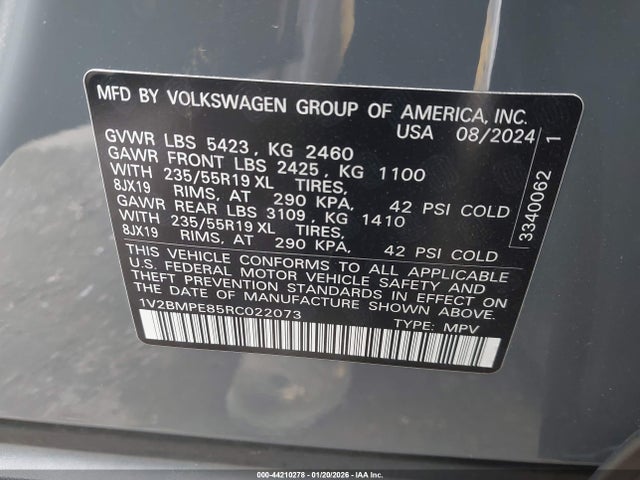 MFD BY VOLKSWAGEN GROUP OF AMERICA, INC.
USA 08/2024
GVWR LBS 5423 , KG 2460
GAWR FRONT LBS 2425 , KG 1100
WITH 235/55R19 XL TIRES,
8JX19 RIMS, AT 290 KPA, 42 PSI COLD
GAWR REAR LBS 3109 , KG 1410
WITH 235/55R19 XL TIRES,
8JX19 RIMS, AT 290 KPA, 42 PSI COLD
THIS VEHICLE CONFORMS TO ALL APPLICABLE
U.S. FEDERAL MOTOR VEHICLE SAFETY AND
THEFT PREVENTION STANDARDS IN EFFECT ON
THE DATE OF MANUFACTURE SHOWN ABOVE.
1V2BMPE85RC022073
TYPE: MPV
3340062 1
000-44210278 - 01/20/2026 - IAAI.com